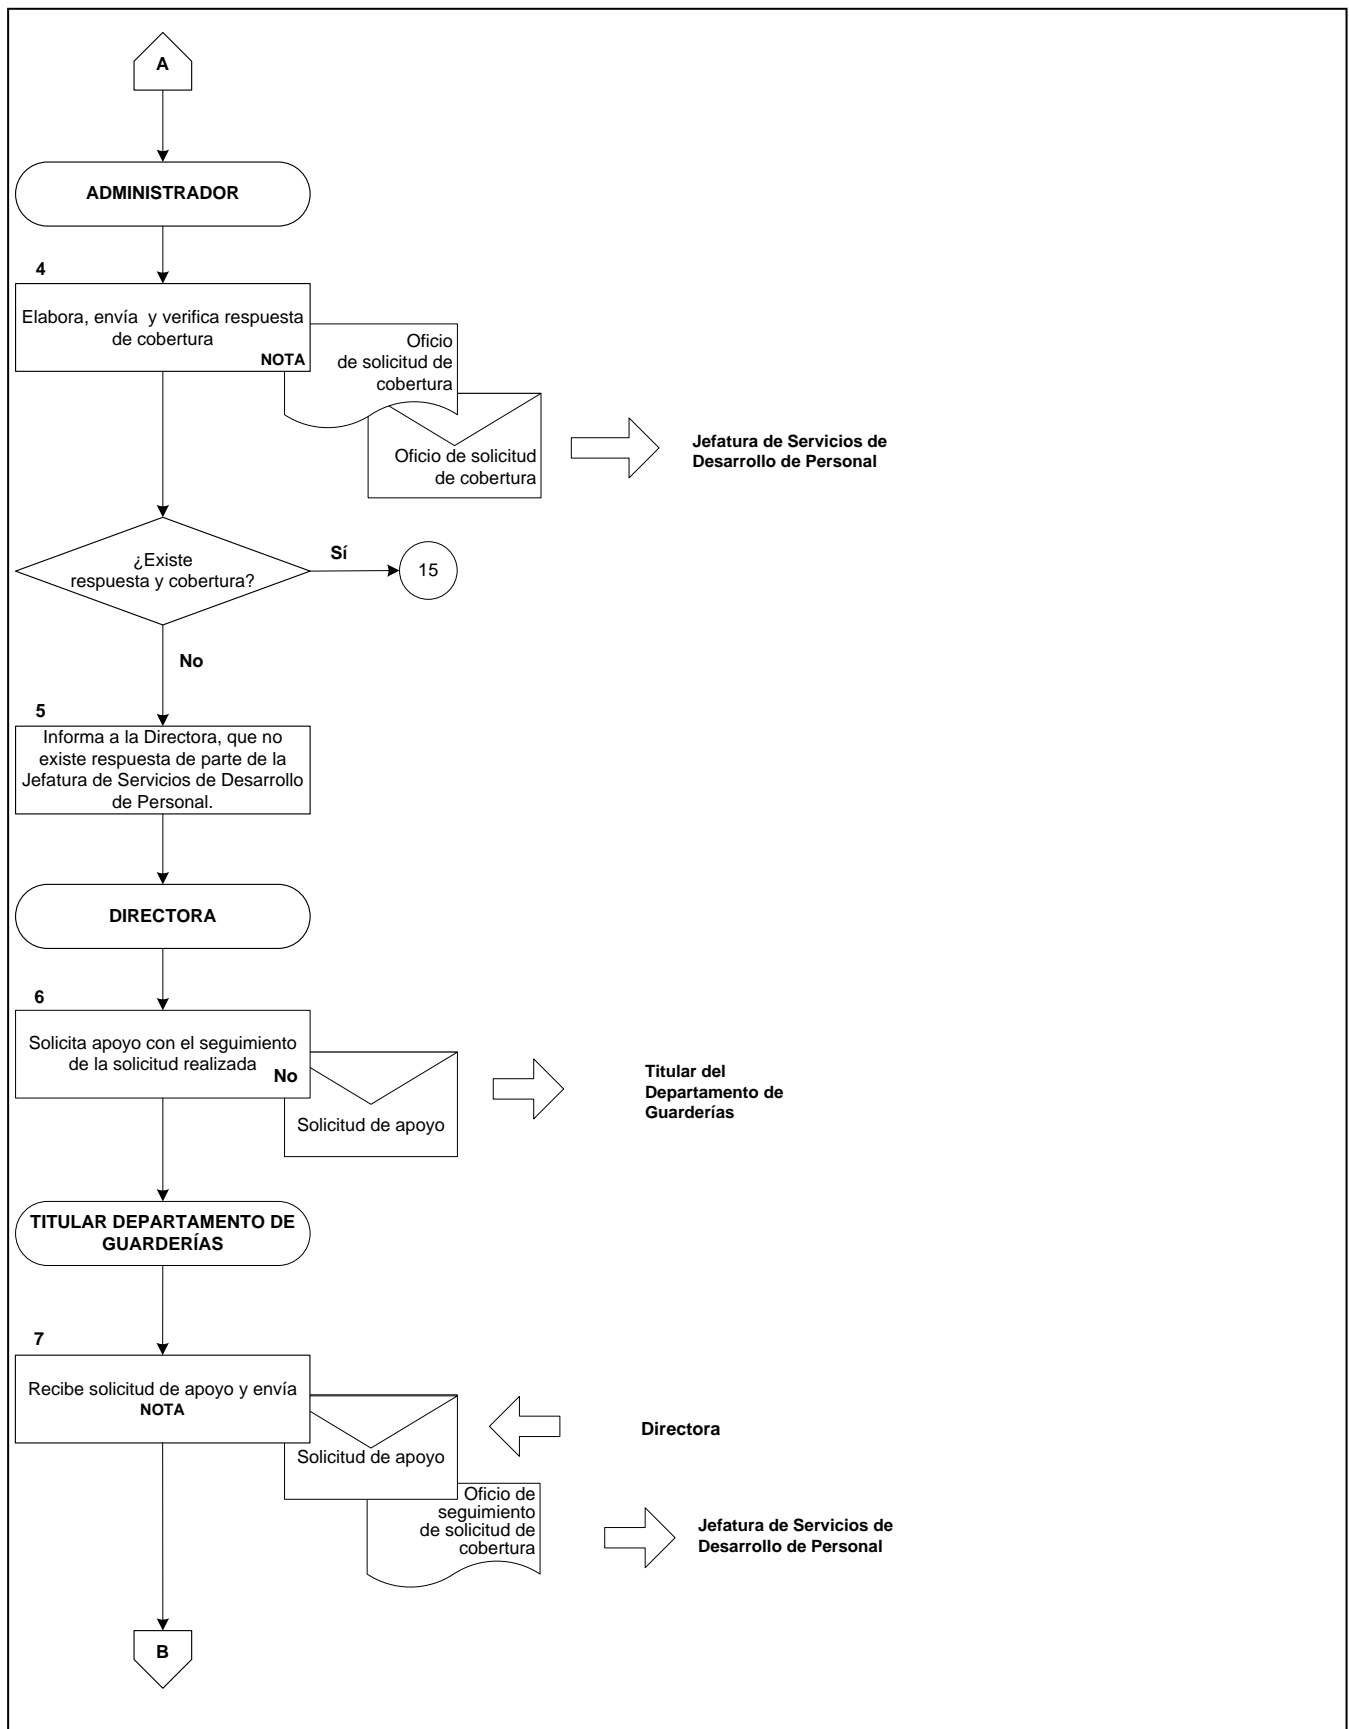 A
ADMINISTRADOR
4
Elabora, envía  y verifica respuesta
de cobertura
NOTA
Oficio
de solicitud de
cobertura
Oficio de solicitud
de cobertura
Jefatura de Servicios de
Desarrollo de Personal
¿Existe
respuesta y cobertura?
Sí
15
No
5
Informa a la Directora, que no
existe respuesta de parte de la
Jefatura de Servicios de Desarrollo
de Personal.
DIRECTORA
6
Solicita apoyo con el seguimiento
de la solicitud realizada
No
Solicitud de apoyo
Titular del
Departamento de
Guarderías
TITULAR DEPARTAMENTO DE
GUARDERÍAS
7
Recibe solicitud de apoyo y envía
NOTA
Solicitud de apoyo
Directora
Oficio de
seguimiento
de solicitud de
cobertura
Jefatura de Servicios de
Desarrollo de Personal
B